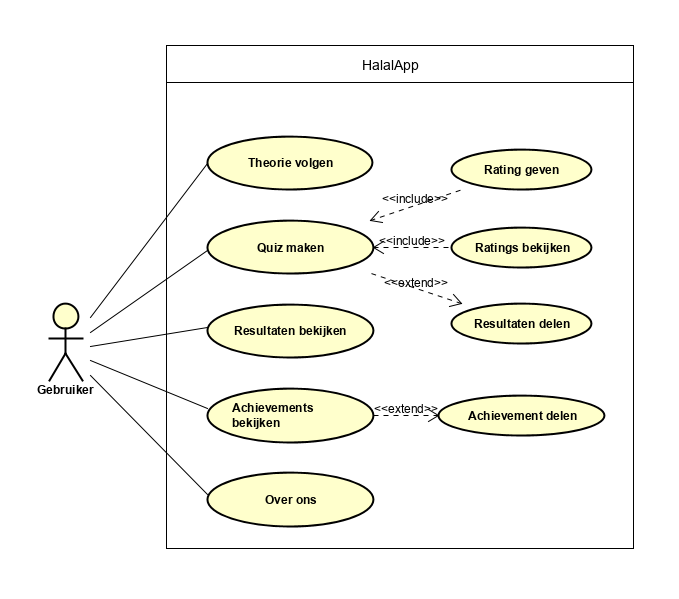 HalalApp
Theorie volgen
Rating geven
<<include>>
Quiz maken
<<include>>
Ratings bekijken
<<extend>>
Resultaten bekijken
Resultaten delen
Gebruiker
Achievements
bekijken
<<extend>>
Achievement delen
Over ons